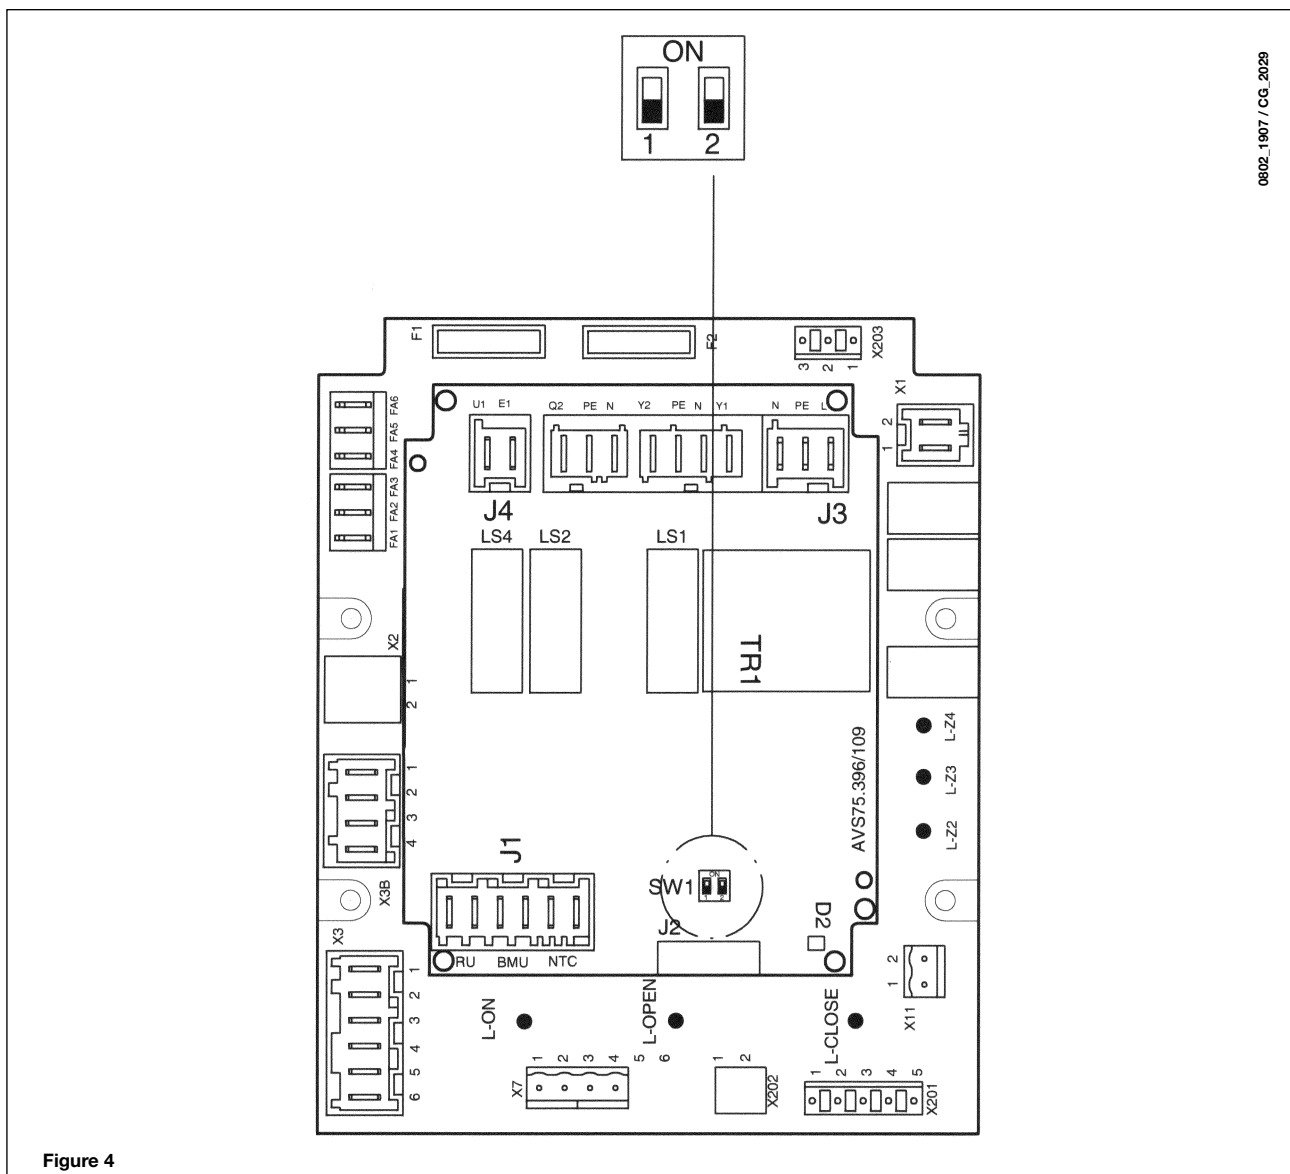 ON
1 2
0802_1907 / CG_2029
F1
F2
X203
3 2 1
X1
2
1
FA6
FA5
FA4
FA3
FA2
FA1
U1 E1
Q2 PE N Y2 PE N Y1
N PE L
J4
J3
LS4 LS2 LS1
TR1
X2
1
2
1
2
3
4
X3B
X3
1
2
3
4
5
6
L-Z4
L-Z3
L-Z2
AVS75.396/109
J1
RU BMU NTC
SW1
ON
1 2
J2
D2
2
1
X11
L-ON
L-OPEN
L-CLOSE
X7
1 2 3 4 5 6
1 2
X202
1 2 3 4 5
X201
Figure 4